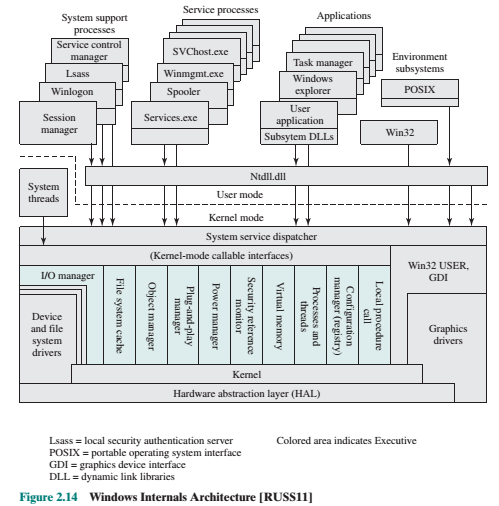 System support
processes
Service processes
Applications
Environment
subsystems
Service control
manager
Lsass
Winlogon
Session
manager
SVChost.exe
Winmgmt.exe
Spooler
Services.exe
Task manager
Windows
explorer
User
application
Subsytem DLLs
POSIX
Win32
System
threads
Ntdll.dll
User mode
Kernel mode
System service dispatcher
(Kernel-mode callable interfaces)
Win32 USER,
GDI
I/O manager
Device
and file
system
drivers
File system cache
Object manager
Plug-and-play
manager
Power manager
Security reference
monitor
Virtual memory
Processes and
threads
Configuration
manager (registry)
Local procedure
call
Graphics
drivers
Kernel
Hardware abstraction layer (HAL)
Lsass = local security authentication server
POSIX = portable operating system interface
GDI = graphics device interface
DLL = dynamic link libraries
Colored area indicates Executive
Figure 2.14 Windows Internals Architecture [RUSS11]